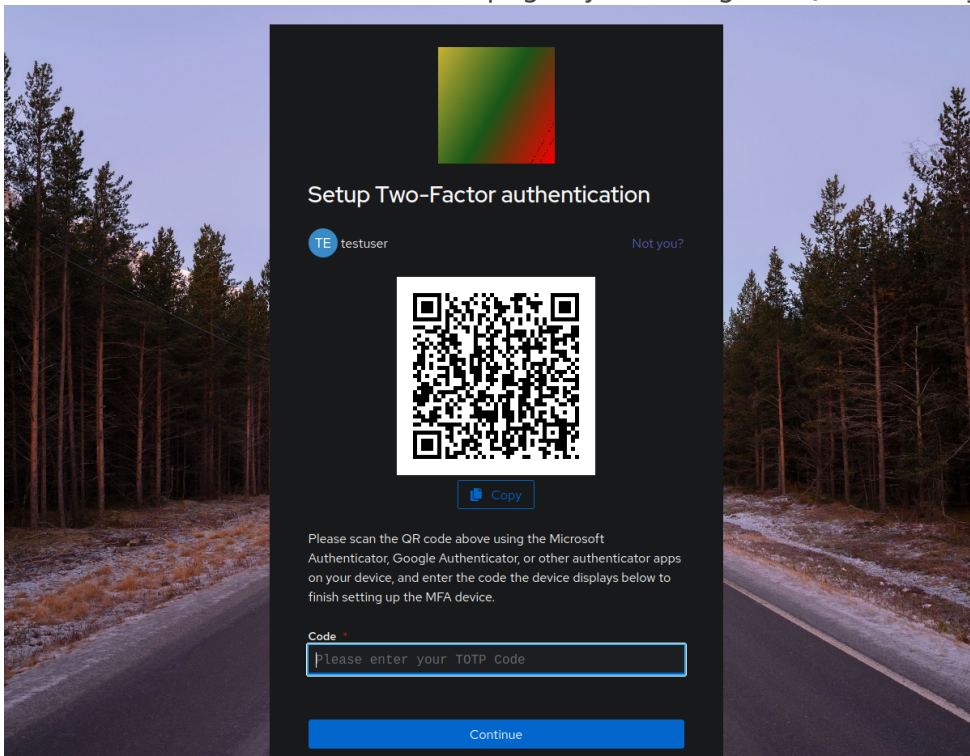 Setup Two-Factor authentication
TE testuser Not you?
Copy
Please scan the QR code above using the Microsoft
Authenticator, Google Authenticator, or other authenticator apps
on your device, and enter the code the device displays below to
finish setting up the MFA device.
Code *
Please enter your TOTP Code
Continue